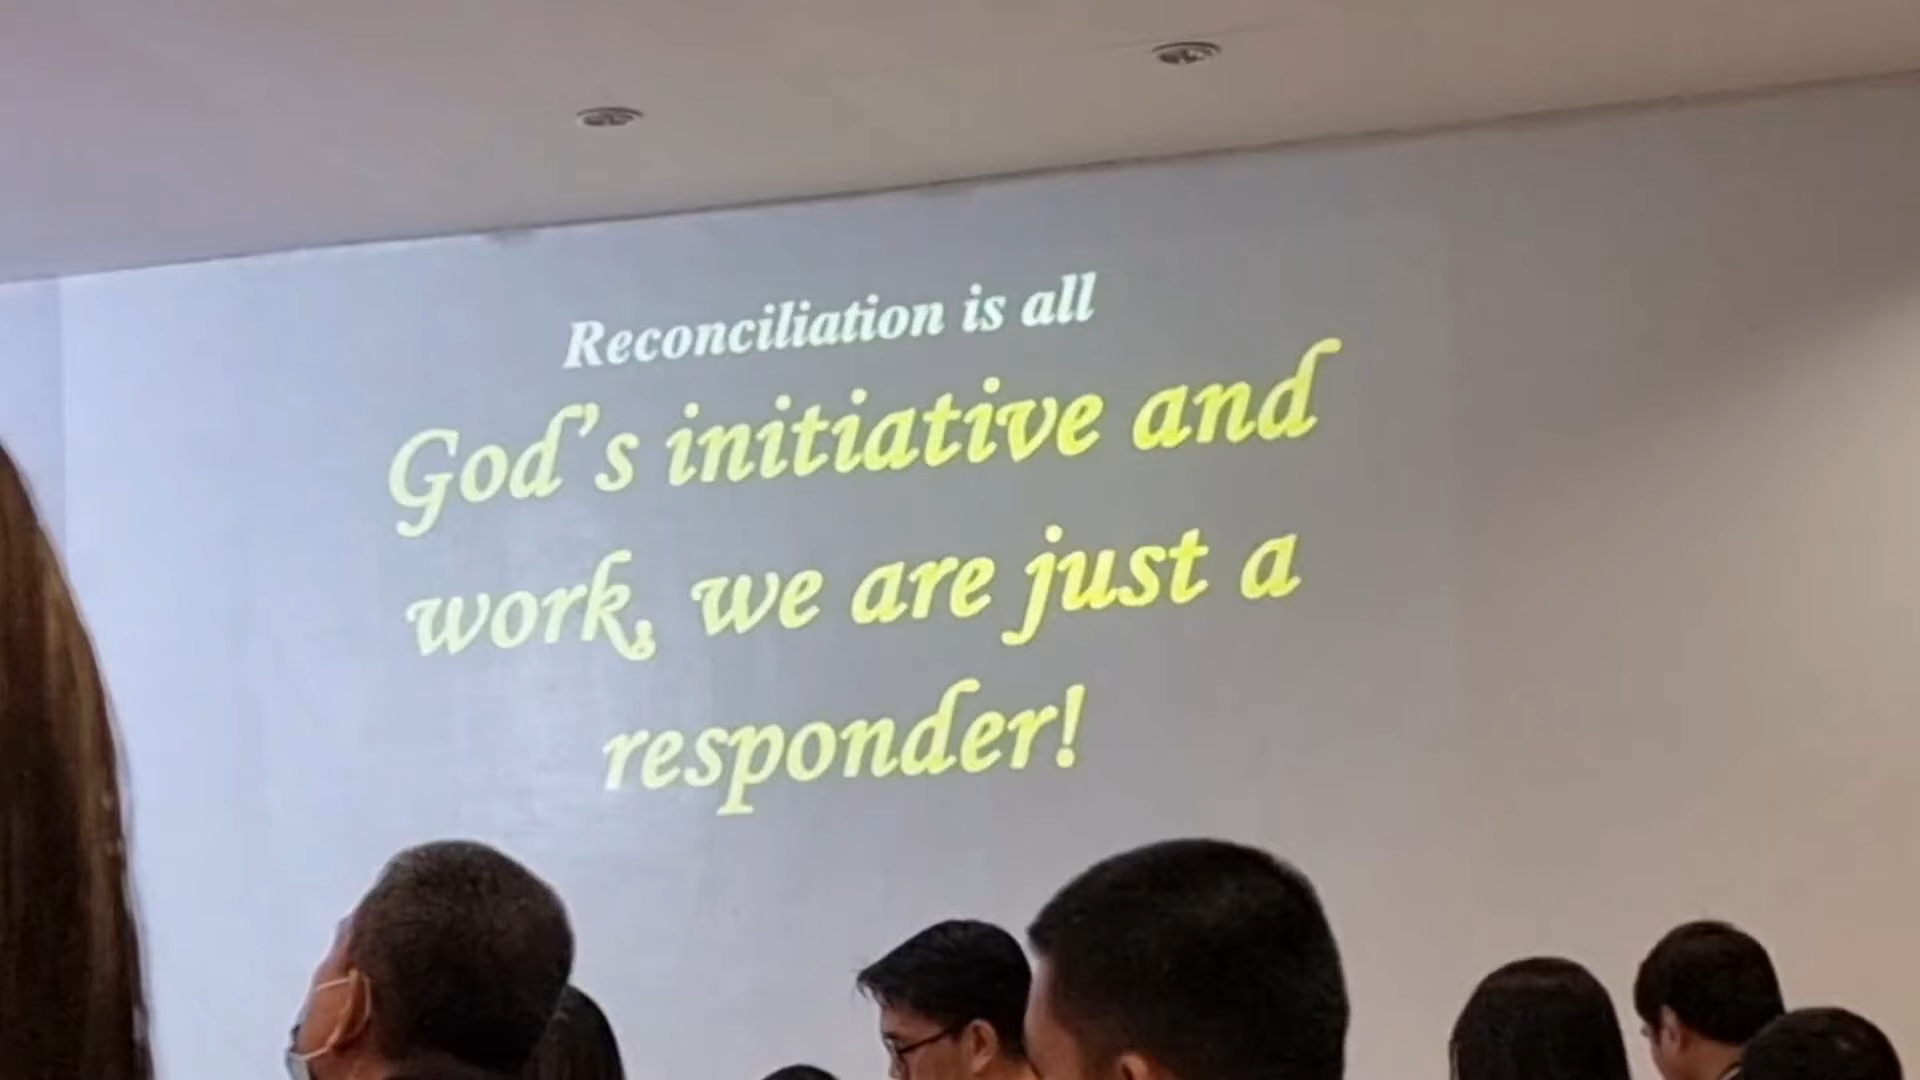 Reconciliation is all
God's initiative and
work, we are just a
responder!